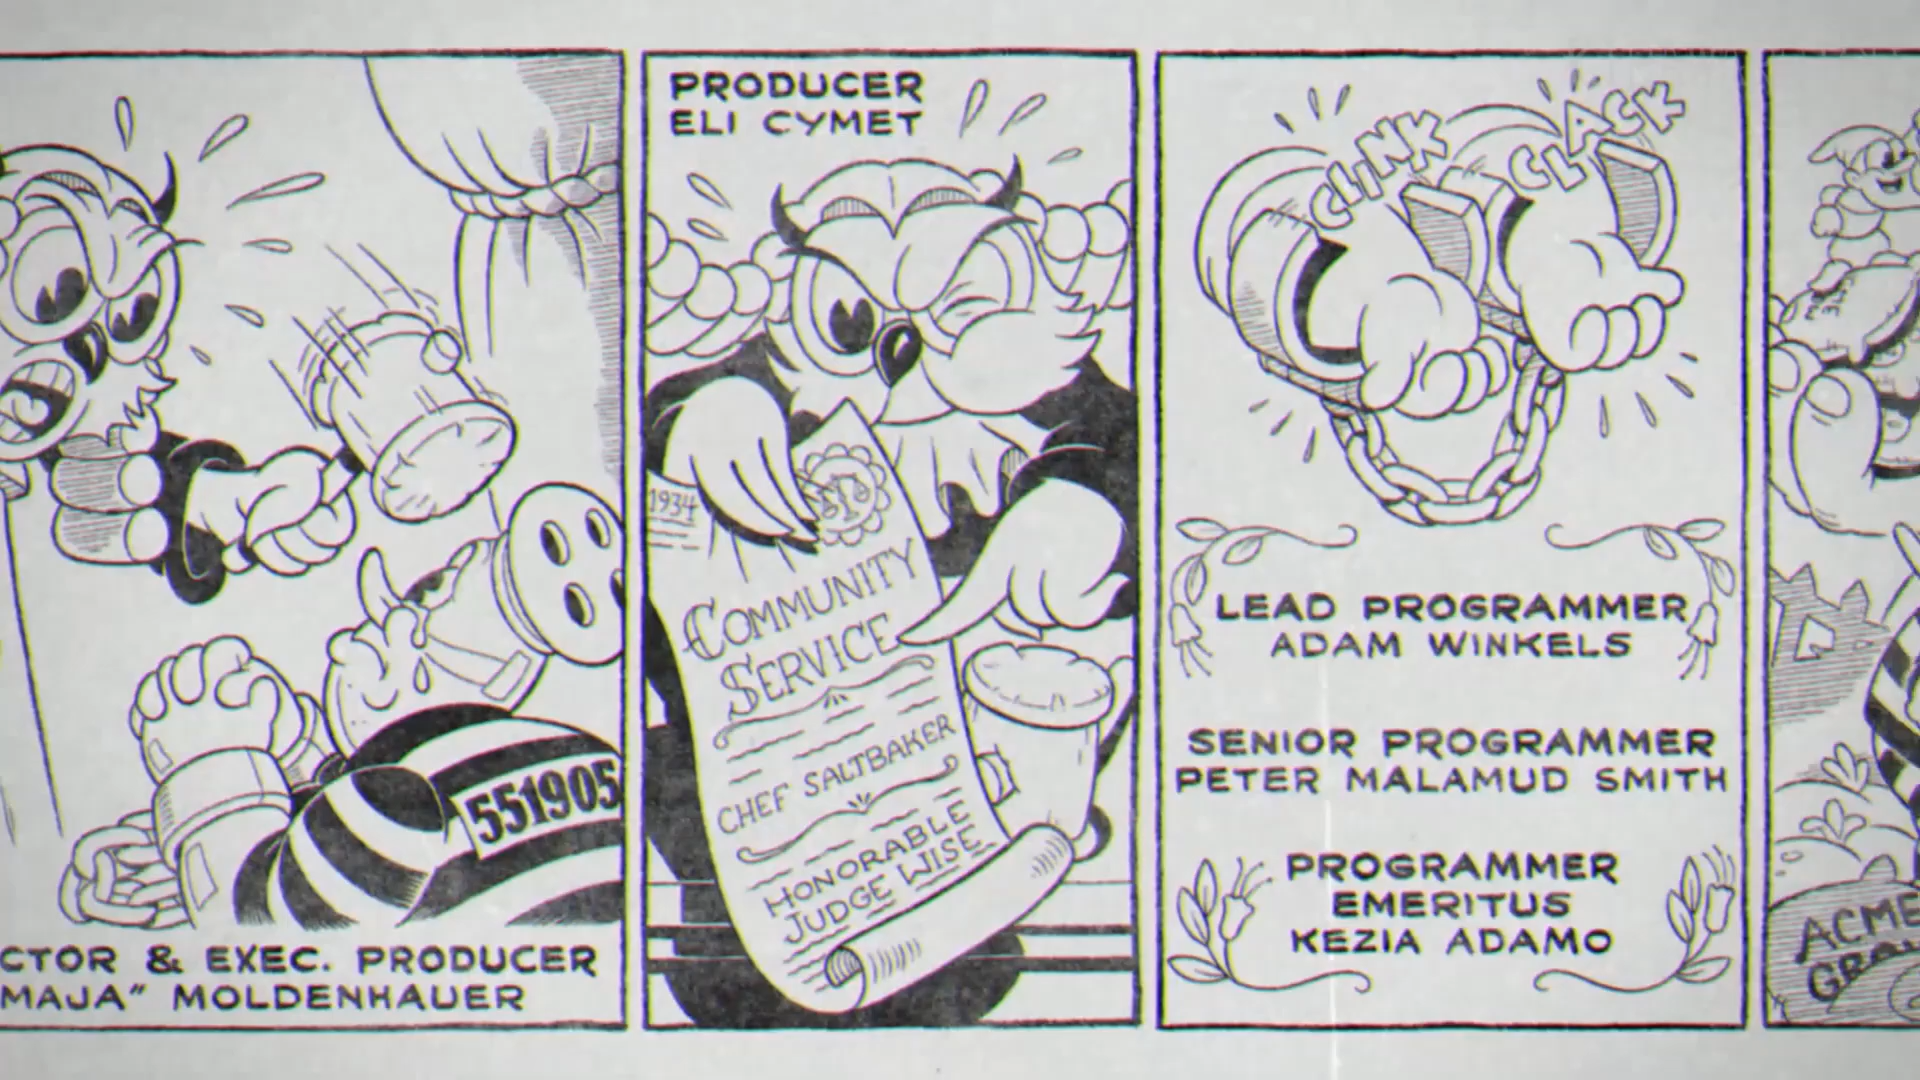 551905
CTOR & EXEC. PRODUCER
MAJA" MOLDENHAUER
PRODUCER
ELI CYMET
1934
COMMUNITY
SERVICE
CHEF SALTBAKER
HONORABLE
JUDGE WISE
CLINK
CLACK
LEAD PROGRAMMER
ADAM WINKELS
SENIOR PROGRAMMER
PETER MALAMUD SMITH
PROGRAMMER
EMERITUS
KEZIA ADAMO
ACME